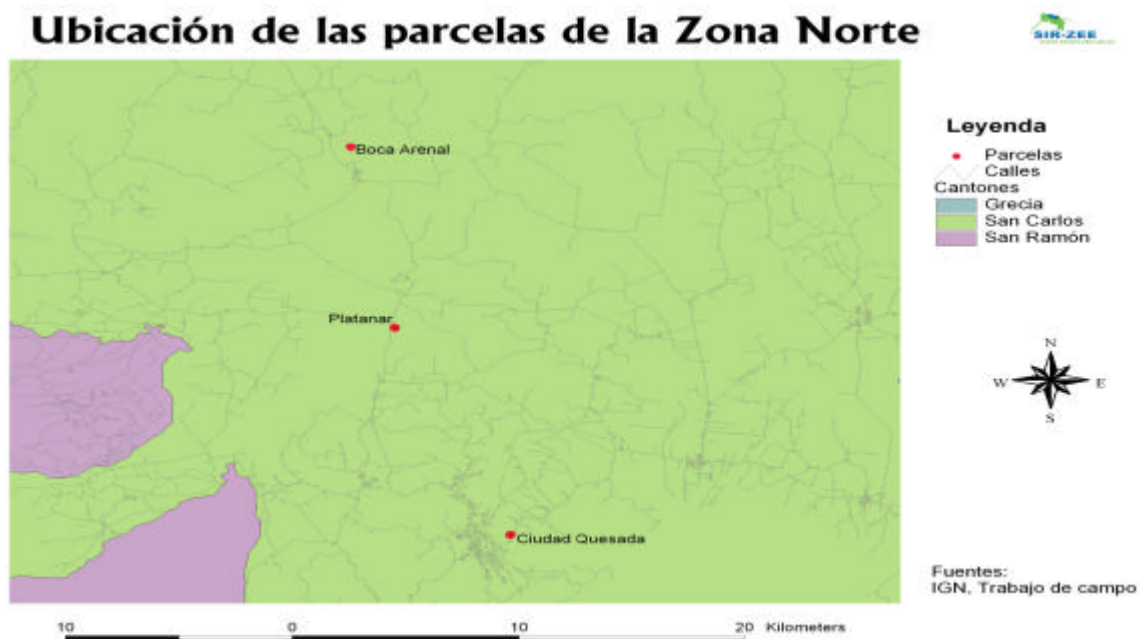 Ubicación de las parcelas de la Zona Norte
SIR-ZEE
Boca Arenal
Platanar
Ciudad Quesada
Leyenda
Parcelas
Calles
Cantones
Grecia
San Carlos
San Ramón
N
W E
S
Fuentes:
IGN, Trabajo de campo
10 0 10 20 Kilometers